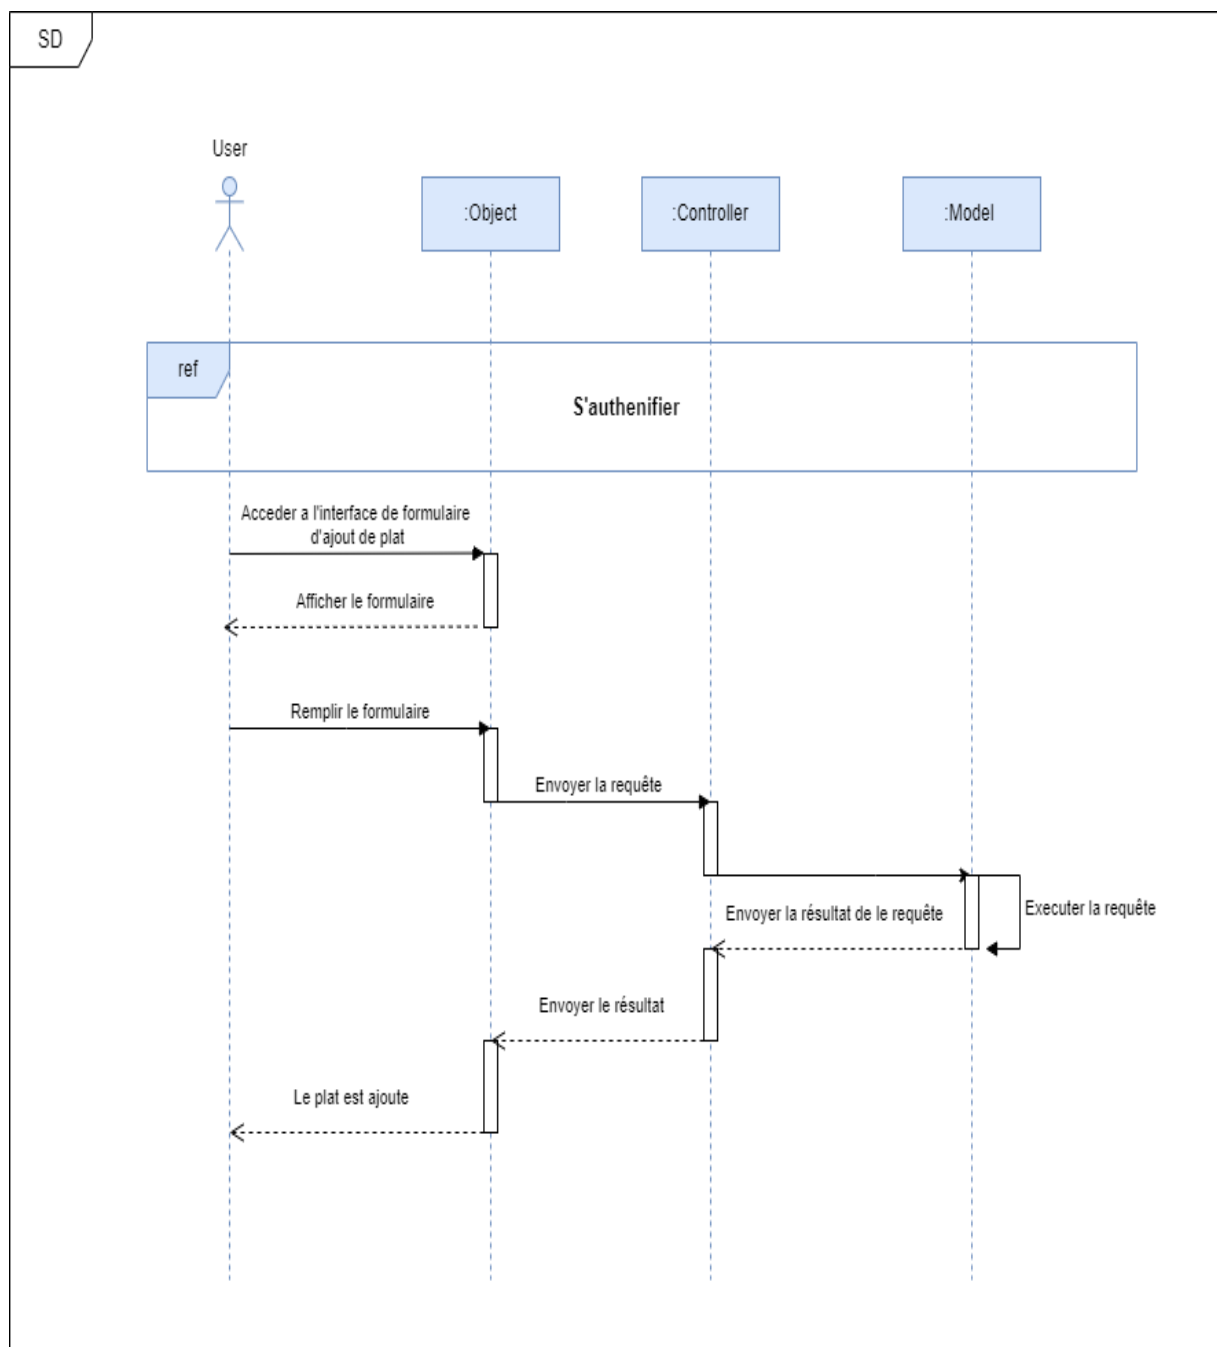 SD
User
:Object
:Controller
:Model
ref
S'authenifier
Acceder a l'interface de formulaire
d'ajout de plat
Afficher le formulaire
Remplir le formulaire
Envoyer la requête
Envoyer la résultat de le requête
Executer la requête
Envoyer le résultat
Le plat est ajoute